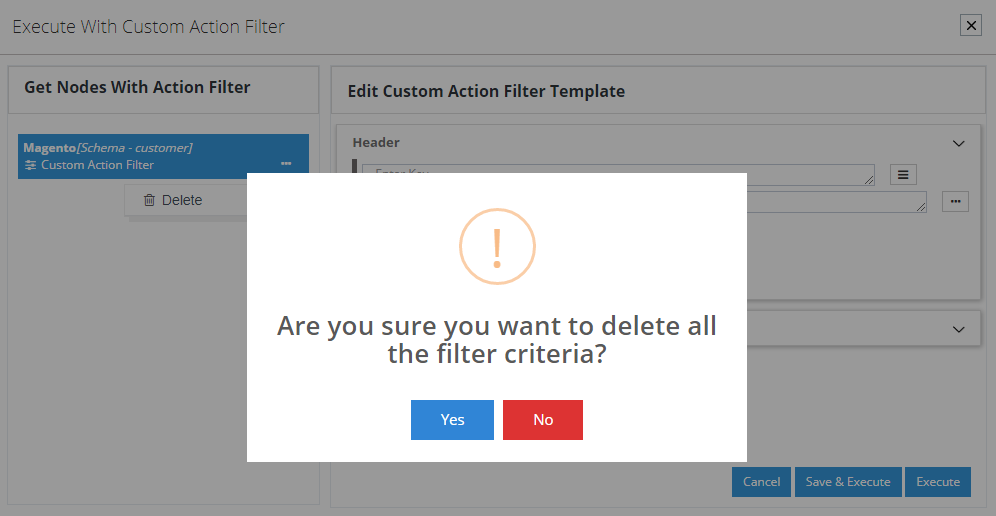 Execute With Custom Action Filter
Get Nodes With Action Filter
Magento[Schema - customer]
Custom Action Filter
Delete
Edit Custom Action Filter Template
Header
Enter Key
!
Are you sure you want to delete all
the filter criteria?
Yes
No
Cancel
Save & Execute
Execute